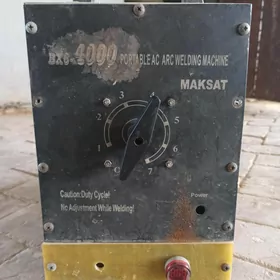 BX6-4000 PORTABLE AC ARC WELDING MACHINE
MAKSAT
1 2 3 4 5 6 7
Caution:Duty Cycle!
No Adjustment While Welding!
Power